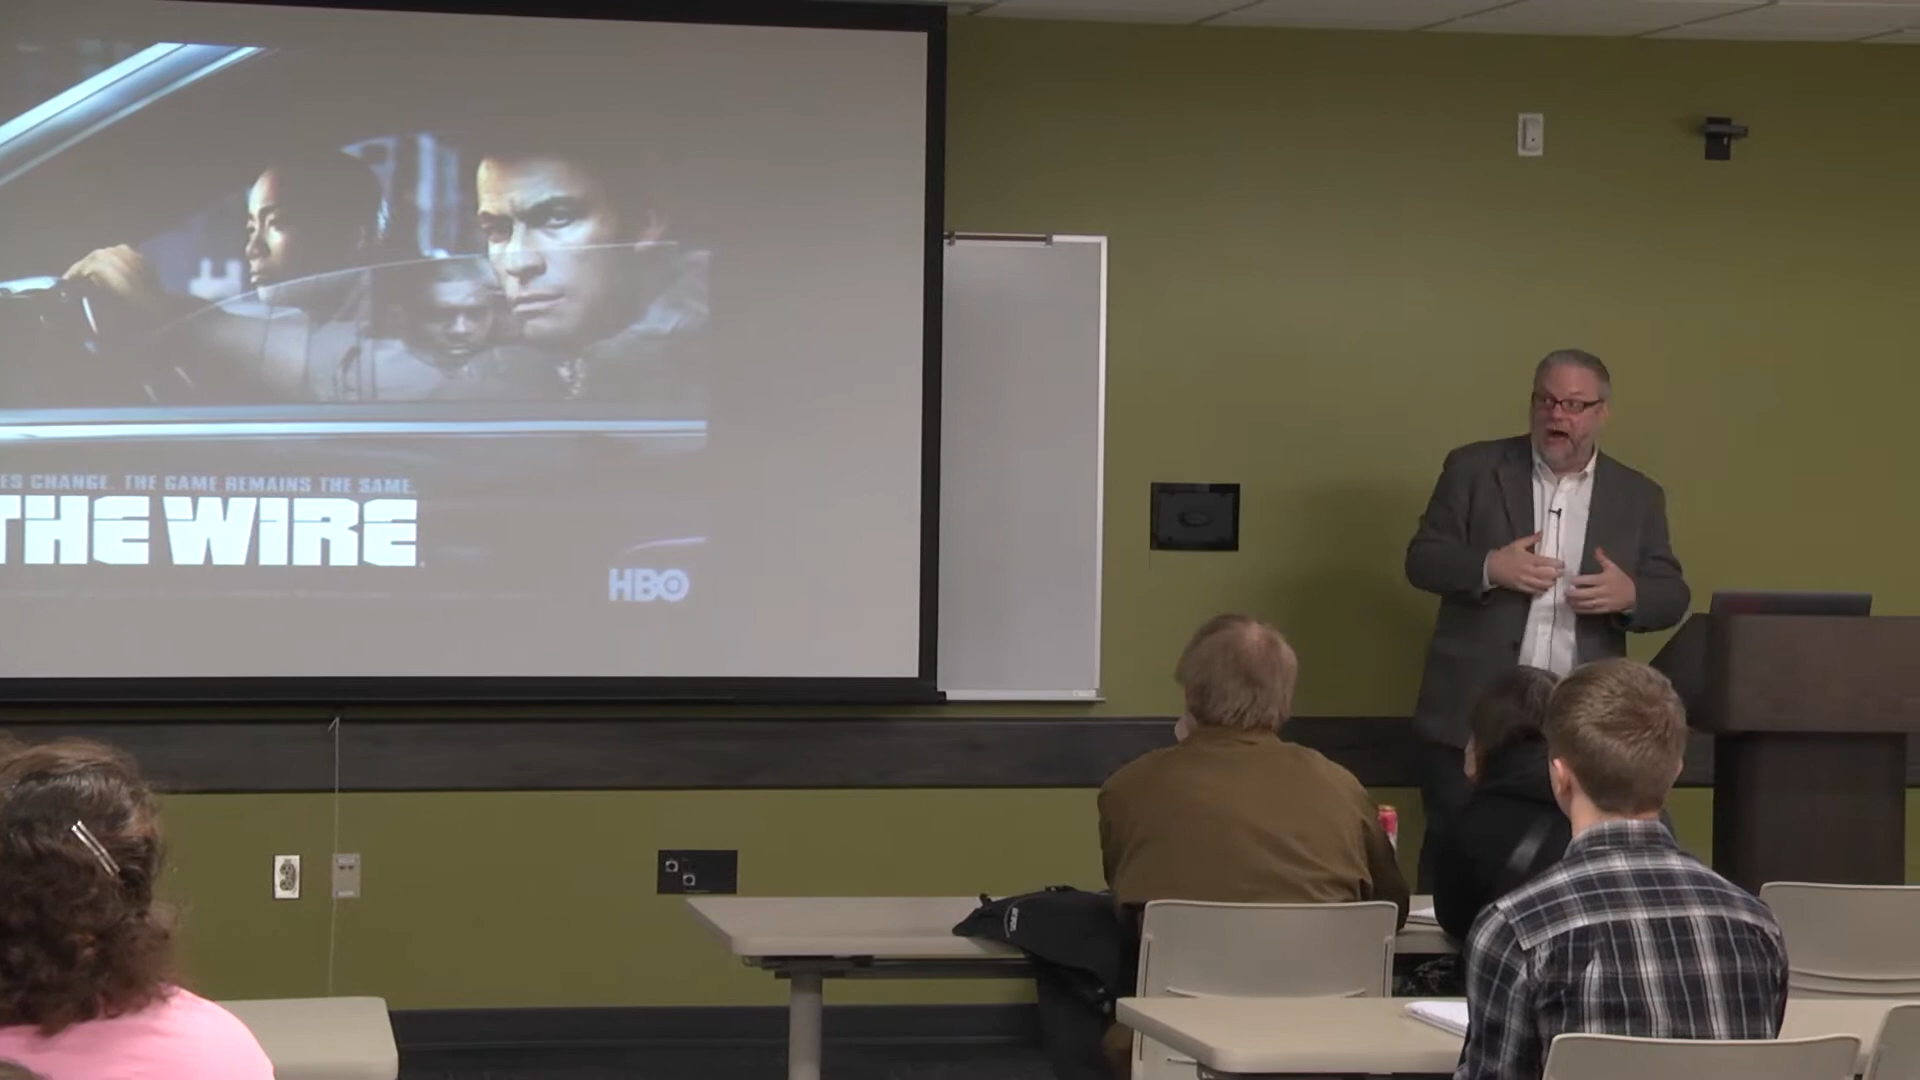 ES CHANGE. THE GAME REMAINS THE SAME.
THE WIRE
HBO